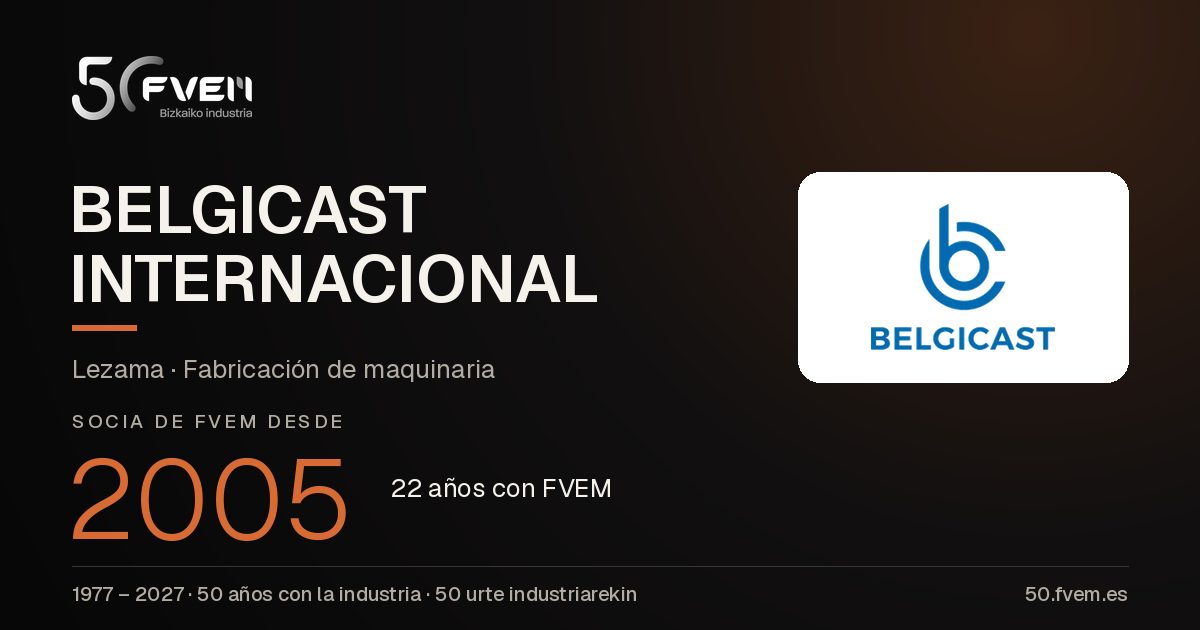 50 FVEM
Bizkaiko industria
BELGICAST
INTERNACIONAL
BELGICAST
Lezama · Fabricación de maquinaria
SOCIA DE FVEM DESDE
2005
22 años con FVEM
1977 – 2027 · 50 años con la industria · 50 urte industriarekin
50.fvem.es